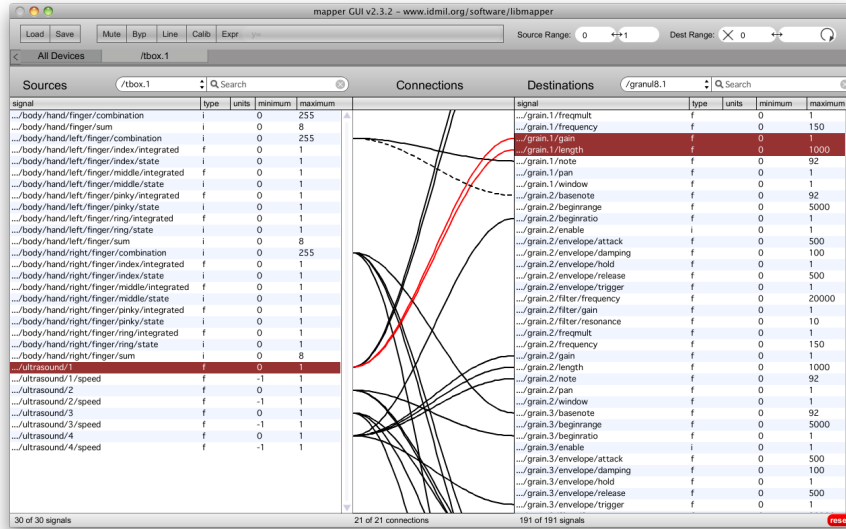 mapper GUI v2.3.2 – www.idmil.org/software/libmapper
Load Save Mute Byp Line Calib Expr y= Source Range: 0 ↔ 1 Dest Range: 0 ↔
< All Devices /tbox.1
Sources /tbox.1 Search Connections Destinations /granul8.1 Search
signal type units minimum maximum signal type units minimum maximum
.../body/hand/finger/combination i 0 255 .../grain.1/freqmult f 0 1
.../body/hand/finger/sum i 0 8 .../grain.1/frequency f 0 150
.../body/hand/left/finger/combination i 0 255 .../grain.1/gain f 0 1
.../body/hand/left/finger/index/integrated f 0 1 .../grain.1/length f 0 1000
.../body/hand/left/finger/index/state i 0 1 .../grain.1/note f 0 92
.../body/hand/left/finger/middle/integrated f 0 1 .../grain.1/pan f 0 1
.../body/hand/left/finger/middle/state i 0 1 .../grain.1/window f 0 1
.../body/hand/left/finger/pinky/integrated f 0 1 .../grain.2/basenote f 0 92
.../body/hand/left/finger/pinky/state i 0 1 .../grain.2/beginrange f 0 5000
.../body/hand/left/finger/ring/integrated f 0 1 .../grain.2/beginratio f 0 1
.../body/hand/left/finger/ring/state i 0 1 .../grain.2/enable i 0 1
.../body/hand/left/finger/sum i 0 8 .../grain.2/envelope/attack f 0 500
.../body/hand/right/finger/combination i 0 255 .../grain.2/envelope/damping f 0 100
.../body/hand/right/finger/index/integrated f 0 1 .../grain.2/envelope/hold f 0 1
.../body/hand/right/finger/index/state i 0 1 .../grain.2/envelope/release f 0 500
.../body/hand/right/finger/middle/integrated f 0 1 .../grain.2/envelope/trigger f 0 1
.../body/hand/right/finger/middle/state i 0 1 .../grain.2/filter/frequency f 0 20000
.../body/hand/right/finger/pinky/integrated f 0 1 .../grain.2/filter/gain f 0 1
.../body/hand/right/finger/pinky/state i 0 1 .../grain.2/filter/resonance f 0 10
.../body/hand/right/finger/ring/integrated f 0 1 .../grain.2/freqmult f 0 1
.../body/hand/right/finger/ring/state i 0 1 .../grain.2/frequency f 0 150
.../body/hand/right/finger/sum i 0 8 .../grain.2/gain f 0 1
.../ultrasound/1 f 0 1 .../grain.2/length f 0 1000
.../ultrasound/1/speed f -1 1 .../grain.2/note f 0 92
.../ultrasound/2 f 0 1 .../grain.2/pan f 0 1
.../ultrasound/2/speed f -1 1 .../grain.2/window f 0 1
.../ultrasound/3 f 0 1 .../grain.3/basenote f 0 92
.../ultrasound/3/speed f -1 1 .../grain.3/beginrange f 0 5000
.../ultrasound/4 f 0 1 .../grain.3/beginratio f 0 1
.../ultrasound/4/speed f -1 1 .../grain.3/enable i 0 1
.../grain.3/envelope/attack f 0 500
.../grain.3/envelope/damping f 0 100
.../grain.3/envelope/hold f 0 1
.../grain.3/envelope/release f 0 500
.../grain.3/envelope/trigger f 0 1
30 of 30 signals 21 of 21 connections 191 of 191 signals rese